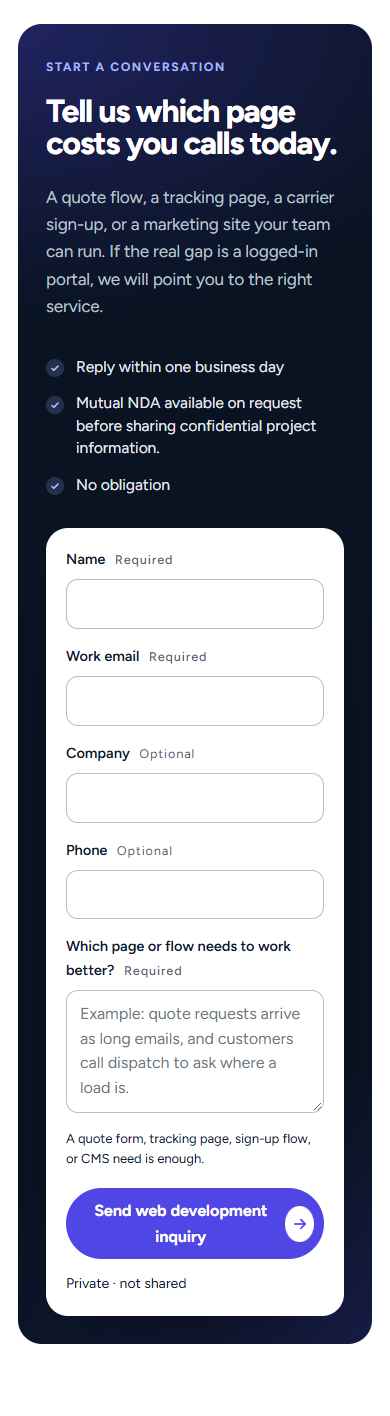 START A CONVERSATION
Tell us which page
costs you calls today.
A quote flow, a tracking page, a carrier
sign-up, or a marketing site your team
can run. If the real gap is a logged-in
portal, we will point you to the right
service.
Reply within one business day
Mutual NDA available on request
before sharing confidential project
information.
No obligation
Name Required
Work email Required
Company Optional
Phone Optional
Which page or flow needs to work
better? Required
Example: quote requests arrive
as long emails, and customers
call dispatch to ask where a
load is.
A quote form, tracking page, sign-up flow,
or CMS need is enough.
Send web development
inquiry
Private · not shared